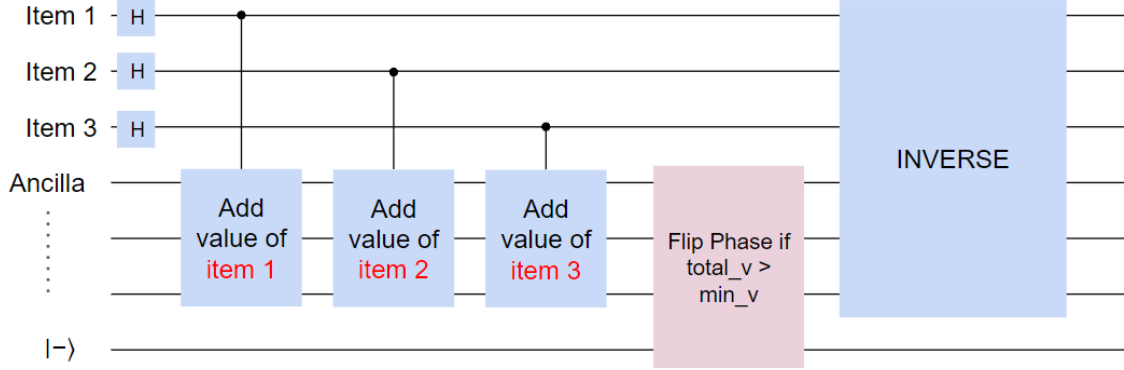 Item 1
H
Item 2
H
Item 3
H
Ancilla
Add
value of
item 1
Add
value of
item 2
Add
value of
item 3
Flip Phase if
total_v >
min_v
INVERSE
|−⟩